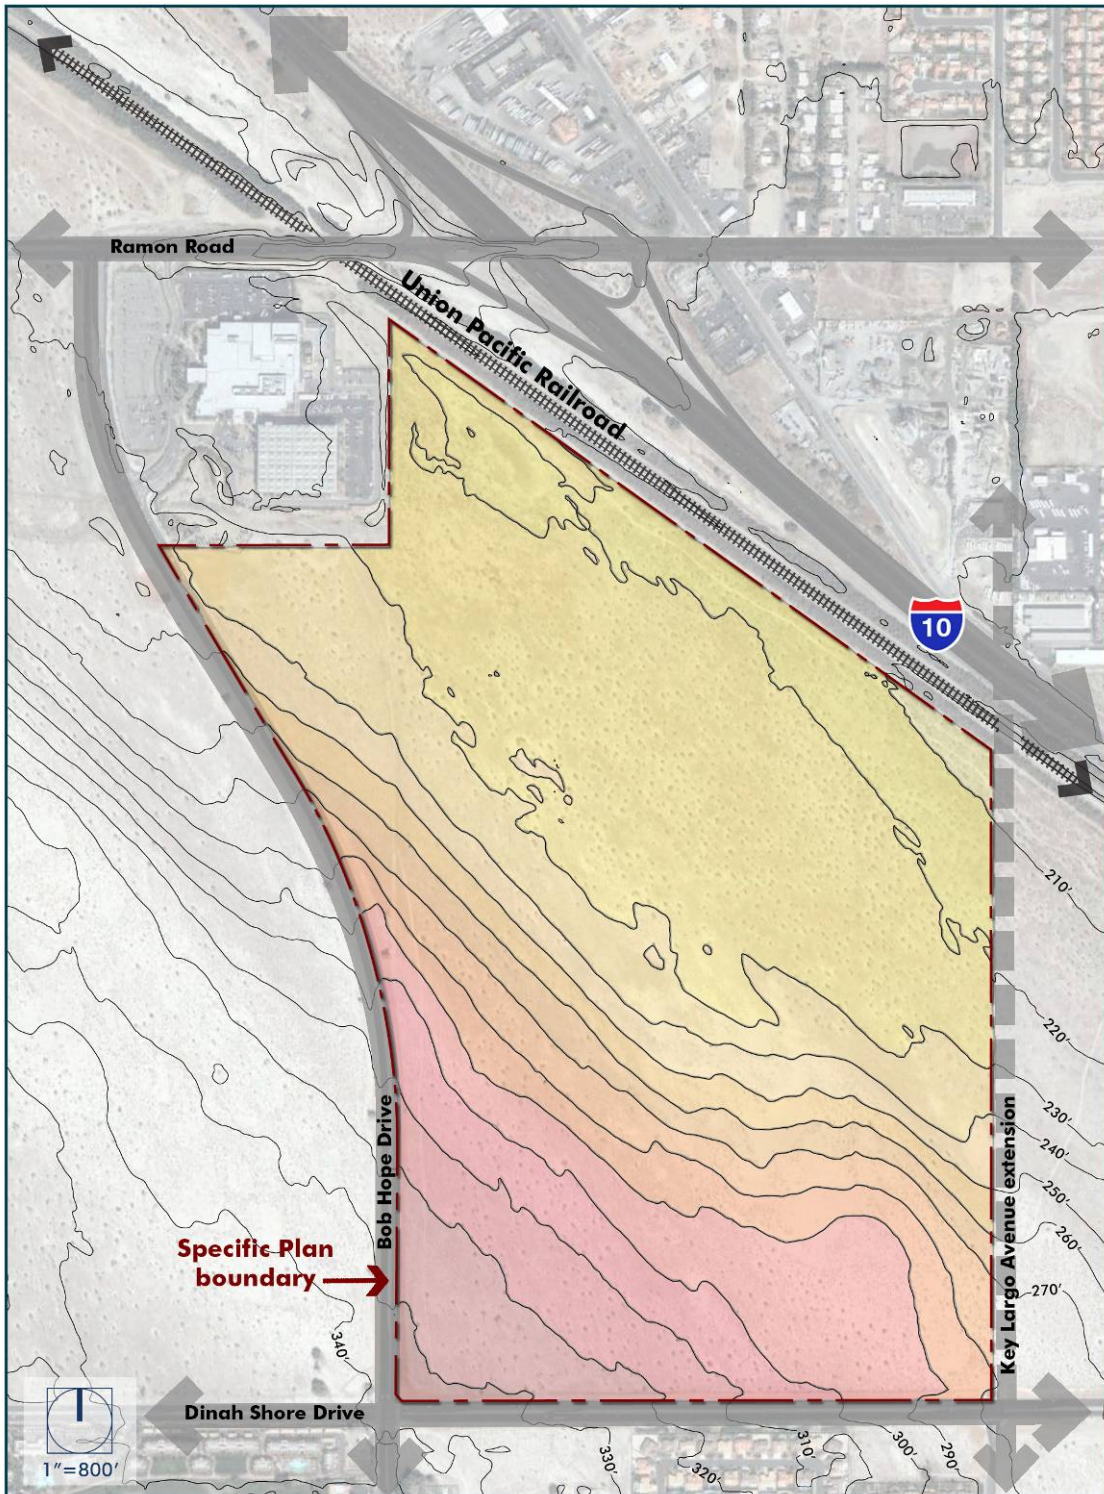 Ramon Road
Union Pacific Railroad
10
210'
220'
230'
240'
250'
260'
270'
Key Largo Avenue extension
Bob Hope Drive
Specific Plan
boundary
340'
Dinah Shore Drive
1"=800'
330'
320'
310'
300'
290'